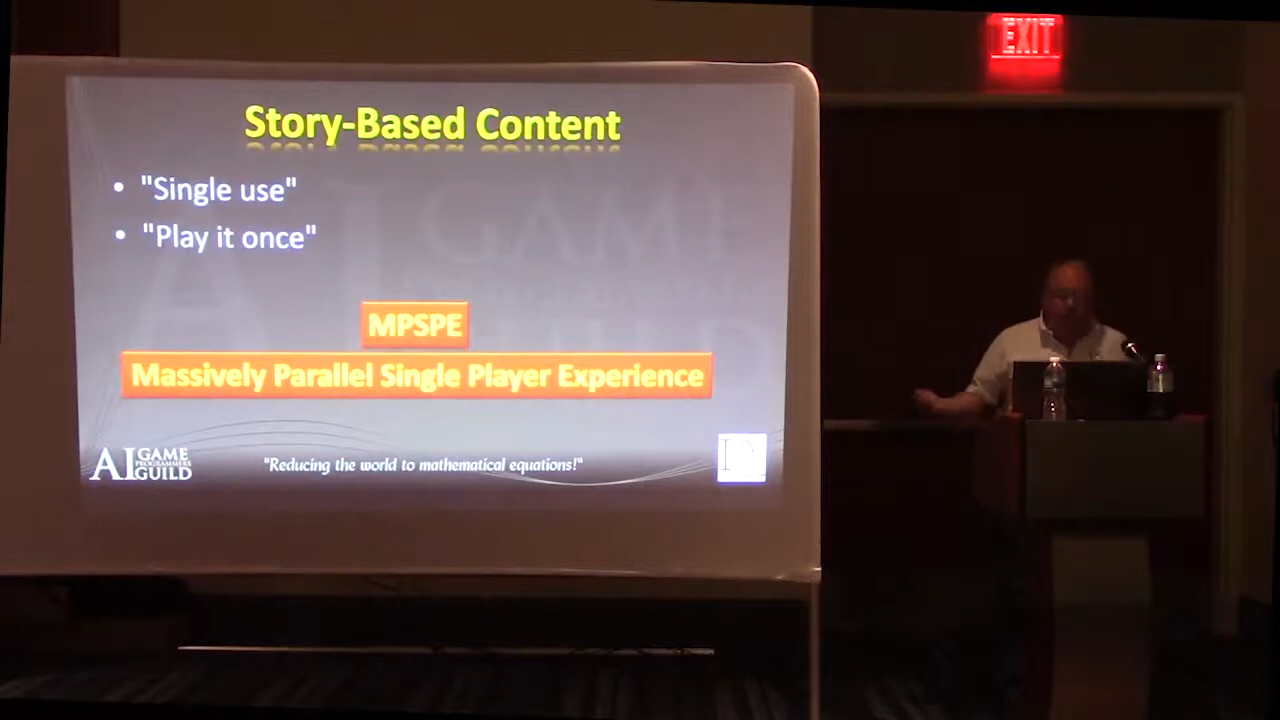 EXIT
Story-Based Content
• "Single use"
• "Play it once"
MPSPE
Massively Parallel Single Player Experience
AI GAME
PROGRAMMERS
GUILD
"Reducing the world to mathematical equations!"